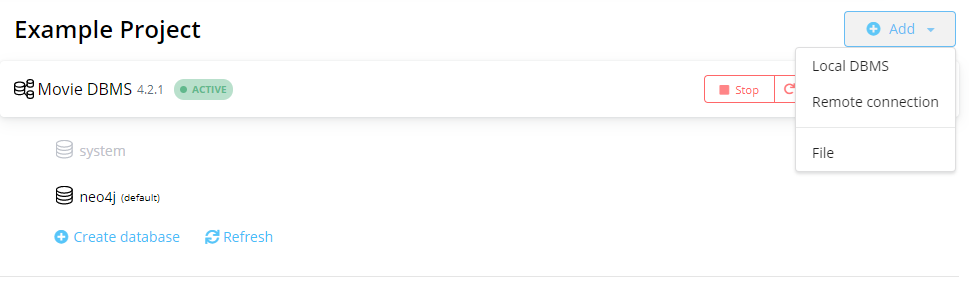 Example Project
Add
Local DBMS
Remote connection
File
Movie DBMS 4.2.1 ACTIVE
Stop
system
neo4j (default)
Create database Refresh